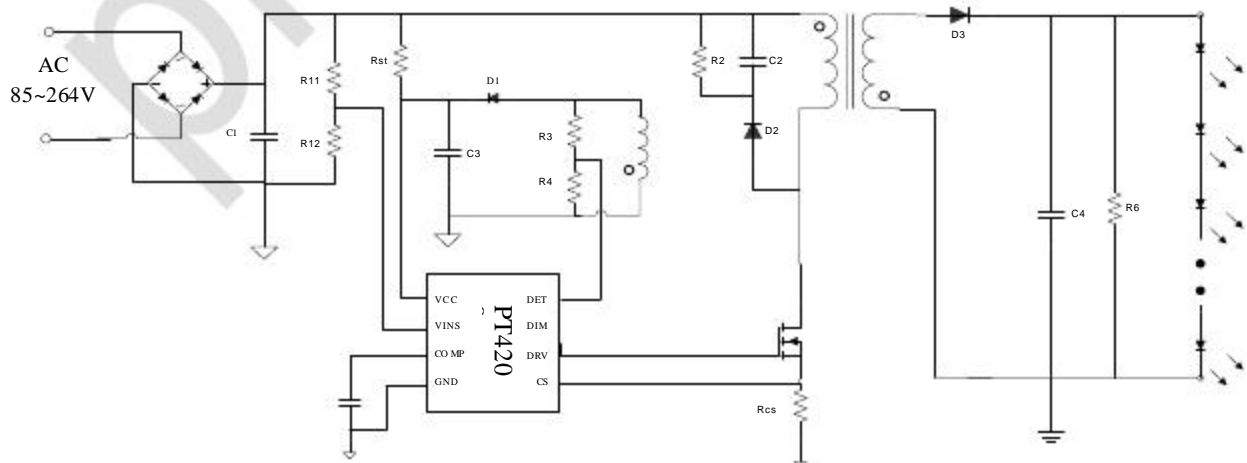 AC
85~264V
C1
R11
R12
Rst
D1
C3
R3
R4
R2
C2
D2
D3
C4
R6
VCC
VINS
COMP
GND
PT420
DET
DIM
DRV
CS
Rcs